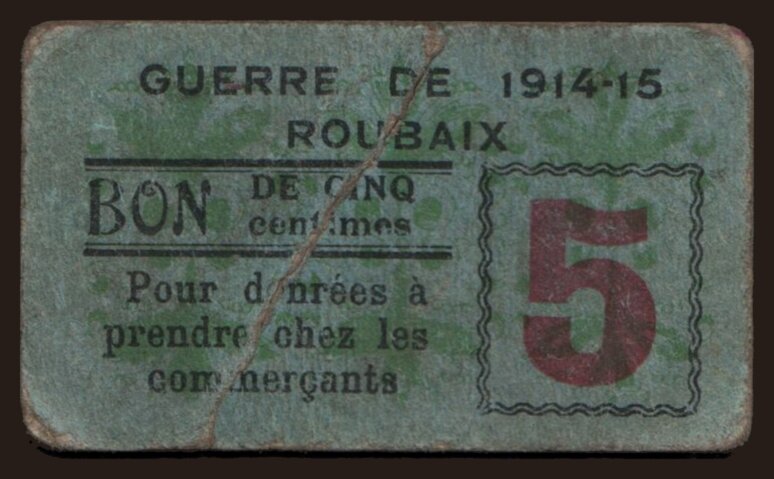 GUERRE DE 1914-15
ROUBAIX
BON DE CINQ
centimes
Pour denrées à
prendre chez les
commerçants
5